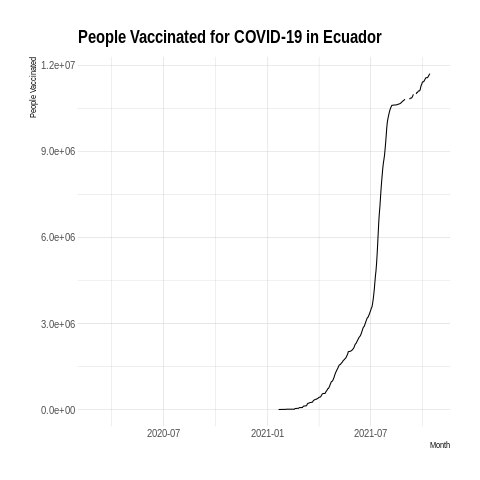 People Vaccinated for COVID-19 in Ecuador
People Vaccinated
1.2e+07
9.0e+06
6.0e+06
3.0e+06
0.0e+00
2020-07 2021-01 2021-07
Month